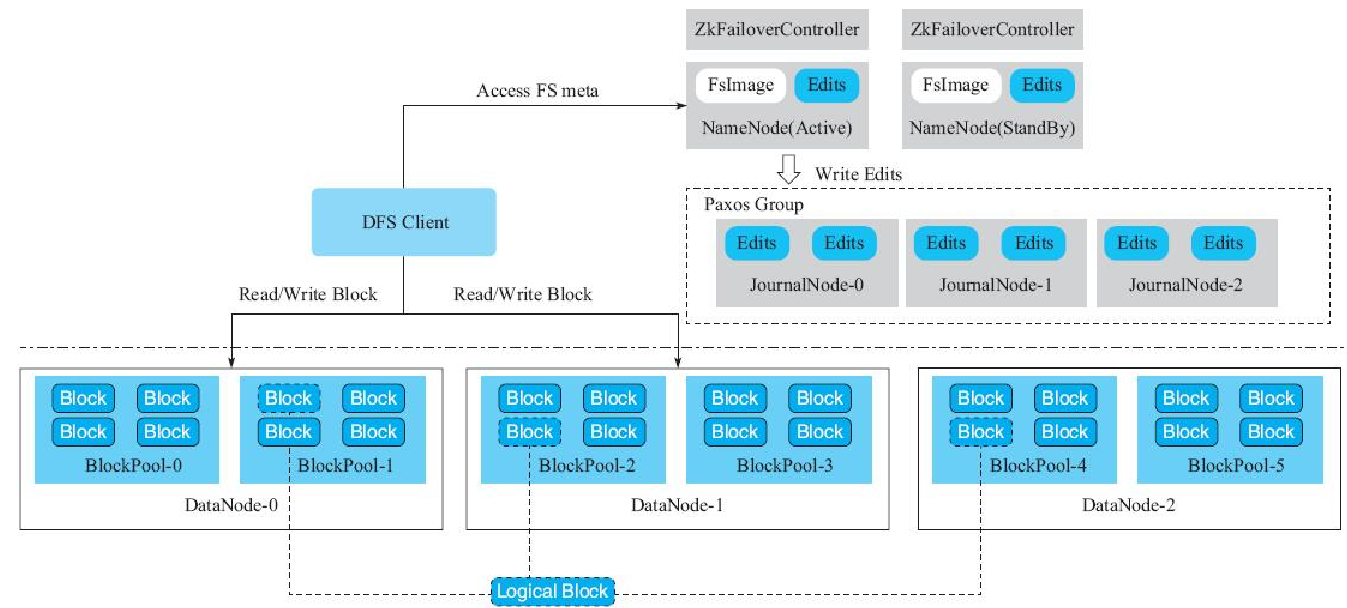 ZkFailoverController
ZkFailoverController
FsImage
Edits
FsImage
Edits
Access FS meta
NameNode(Active)
NameNode(StandBy)
Write Edits
Paxos Group
DFS Client
Edits
Edits
Edits
Edits
Edits
Edits
JournalNode-0
JournalNode-1
JournalNode-2
Read/Write Block
Read/Write Block
Block
Block
Block
Block
BlockPool-0
Block
Block
Block
Block
BlockPool-1
DataNode-0
Block
Block
Block
Block
BlockPool-2
Block
Block
Block
Block
BlockPool-3
DataNode-1
Block
Block
Block
Block
BlockPool-4
Block
Block
Block
Block
BlockPool-5
DataNode-2
Logical Block